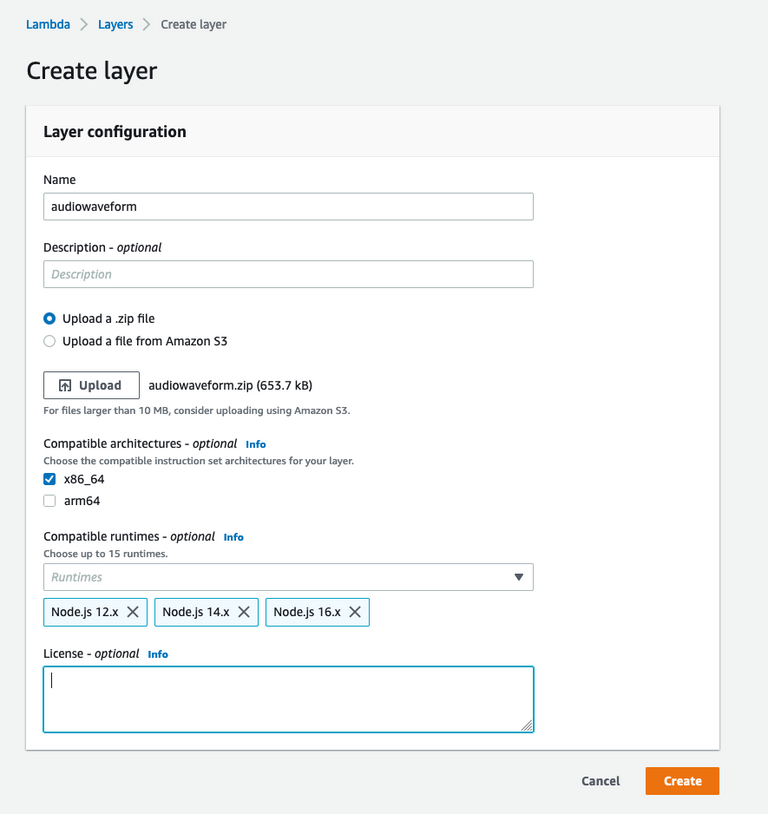 Lambda > Layers > Create layer
Create layer
Layer configuration
Name
audiowaveform
Description - optional
Description
Upload a .zip file
Upload a file from Amazon S3
Upload audiowaveform.zip (653.7 kB)
For files larger than 10 MB, consider uploading using Amazon S3.
Compatible architectures - optional Info
Choose the compatible instruction set architectures for your layer.
x86_64
arm64
Compatible runtimes - optional Info
Choose up to 15 runtimes.
Runtimes
Node.js 12.x Node.js 14.x Node.js 16.x
License - optional Info
Cancel Create